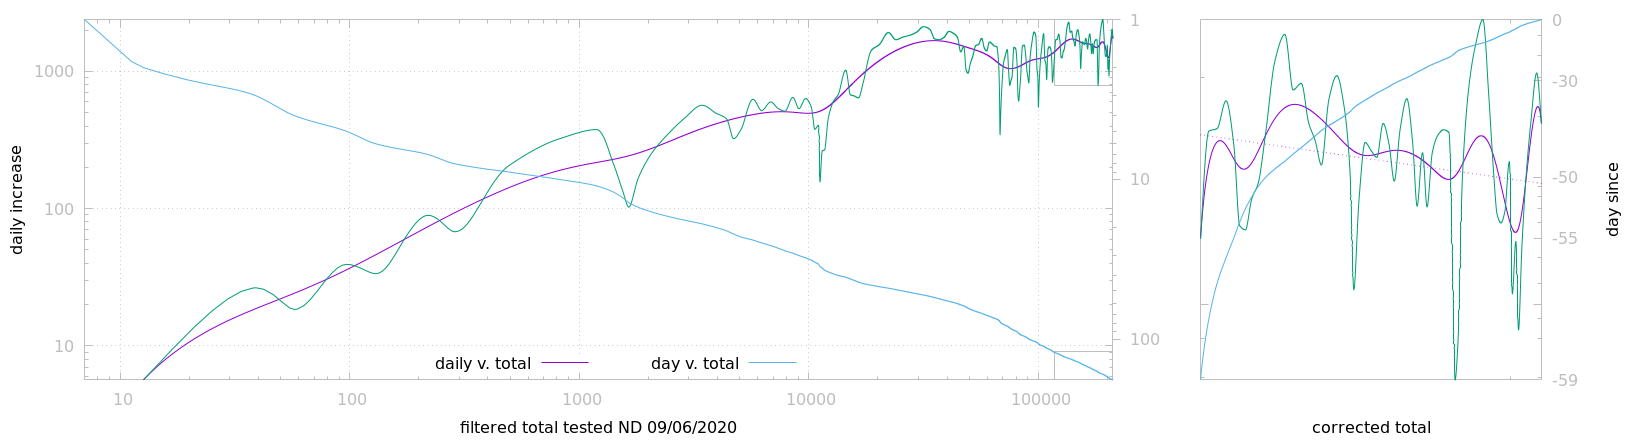 daily increase
1000
100
10
10
100
1000
10000
100000
1
10
100
daily v. total
day v. total
filtered total tested ND 09/06/2020
0
-30
-50
-55
-59
day since
corrected total